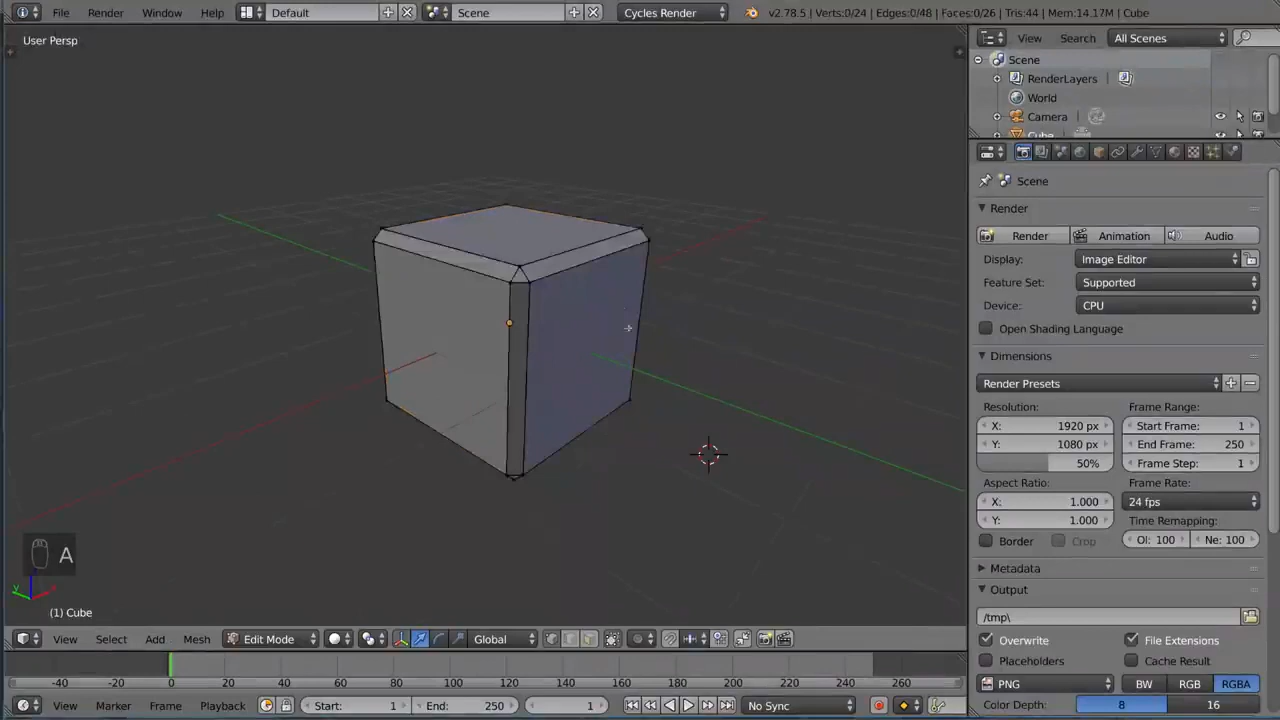 File Render Window Help Default Scene Cycles Render v2.78.5 | Verts:0/24 | Edges:0/48 | Faces:0/26 | Tris:44 | Mem:14.17M | Cube
User Persp
View Search All Scenes
Scene
RenderLayers
World
Camera
Cube
Scene
Render
Render Animation Audio
Display: Image Editor
Feature Set: Supported
Device: CPU
Open Shading Language
Dimensions
Render Presets
Resolution: Frame Range:
X: 1920 px Start Frame: 1
Y: 1080 px End Frame: 250
50% Frame Step: 1
Aspect Ratio: Frame Rate:
X: 1.000 24 fps
Y: 1.000 Time Remapping:
Border Crop Ol: 100 Ne: 100
Metadata
Output
/tmp\
Overwrite File Extensions
Placeholders Cache Result
PNG BW RGB RGBA
Color Depth: 8 16
A
y x
(1) Cube
View Select Add Mesh Edit Mode Global
-40 -20 0 20 40 60 80 100 120 140 160 180 200 220 240 260
View Marker Frame Playback Start: 1 End: 250 1 No Sync